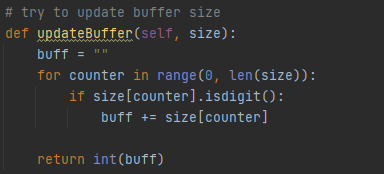 # try to update buffer size
def updateBuffer(self, size):
    buff = ""
    for counter in range(0, len(size)):
        if size[counter].isdigit():
            buff += size[counter]

    return int(buff)